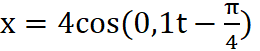 x = 4cos(0,1t − π/4)